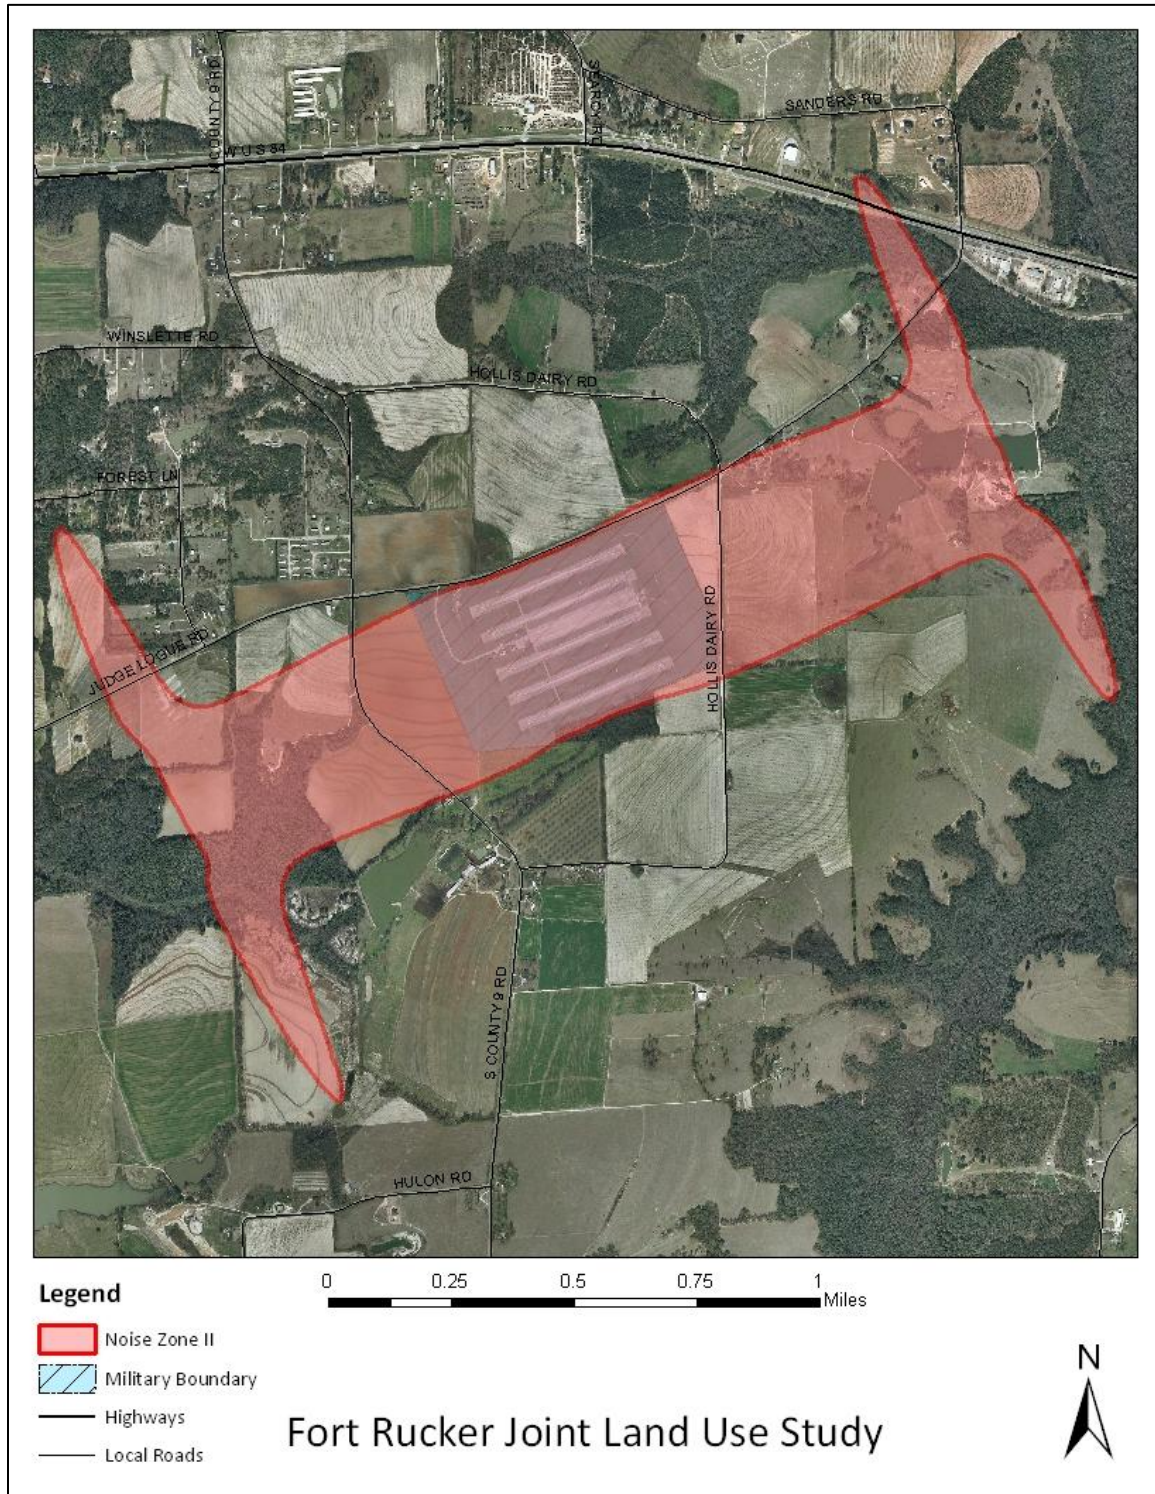 N COUNTY 9 RD
SEARCY RD
SANDERS RD
W U S 84
WINSLETTE RD
HOLLIS DAIRY RD
FOREST LN
JUDGE LOGUE RD
HOLLIS DAIRY RD
S COUNTY 9 RD
HULON RD
Legend
0 0.25 0.5 0.75 1
Miles
Noise Zone II
Military Boundary
Highways
Local Roads
N
Fort Rucker Joint Land Use Study